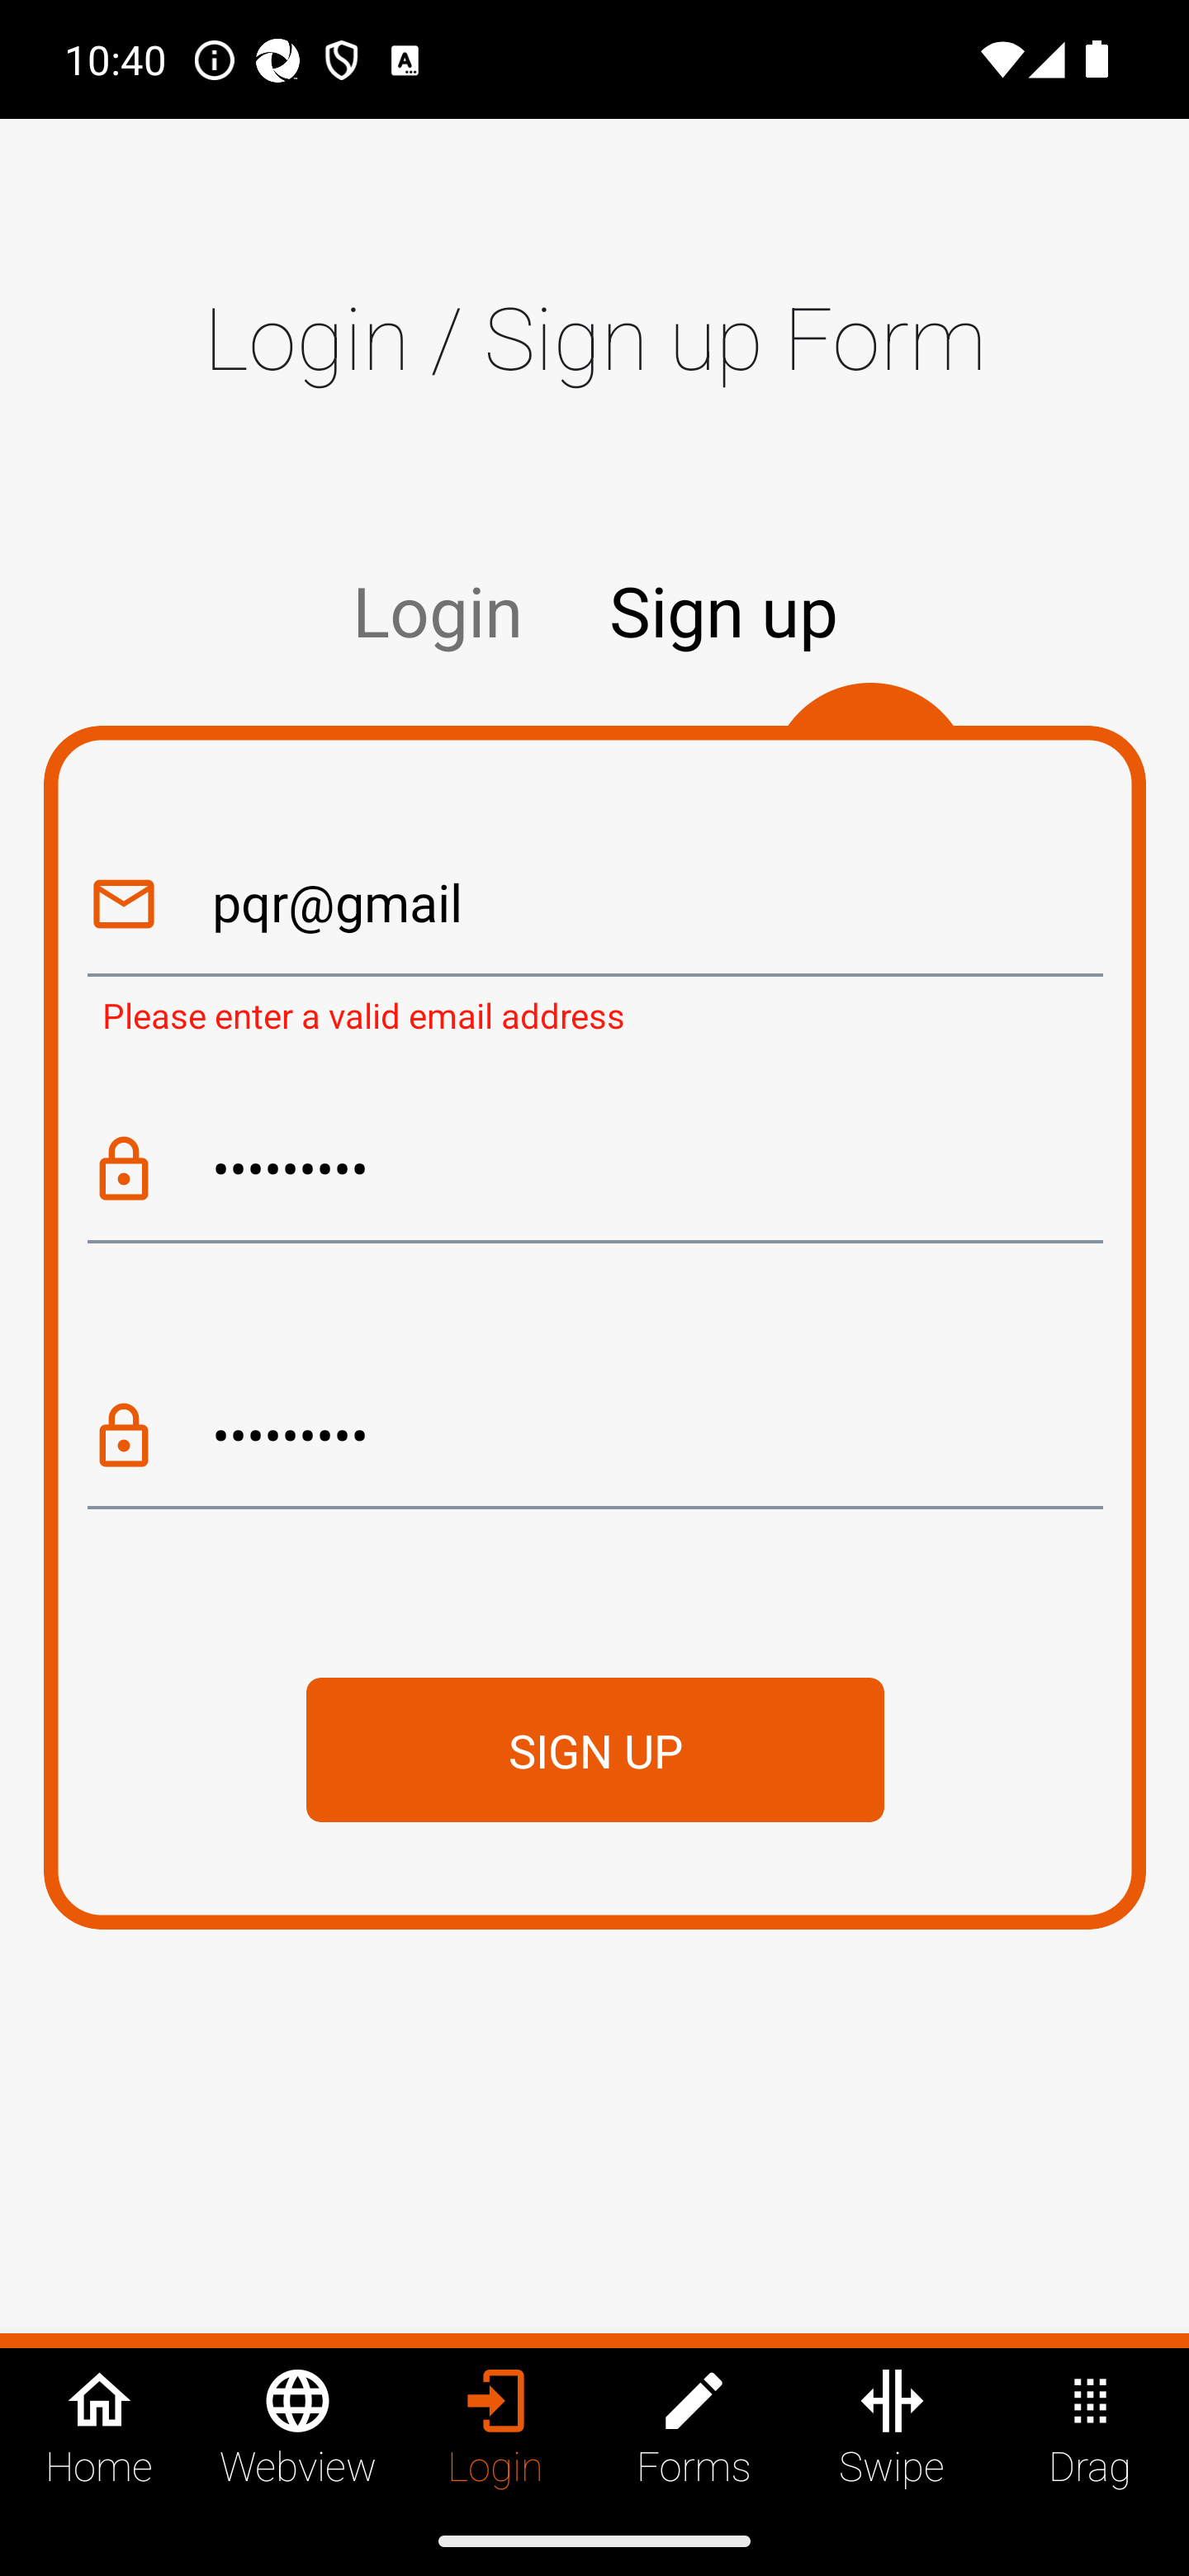 10:40
Login / Sign up Form
Login Sign up
pqr@gmail
Please enter a valid email address
•••••••••
•••••••••
SIGN UP
Home Webview Login Forms Swipe Drag